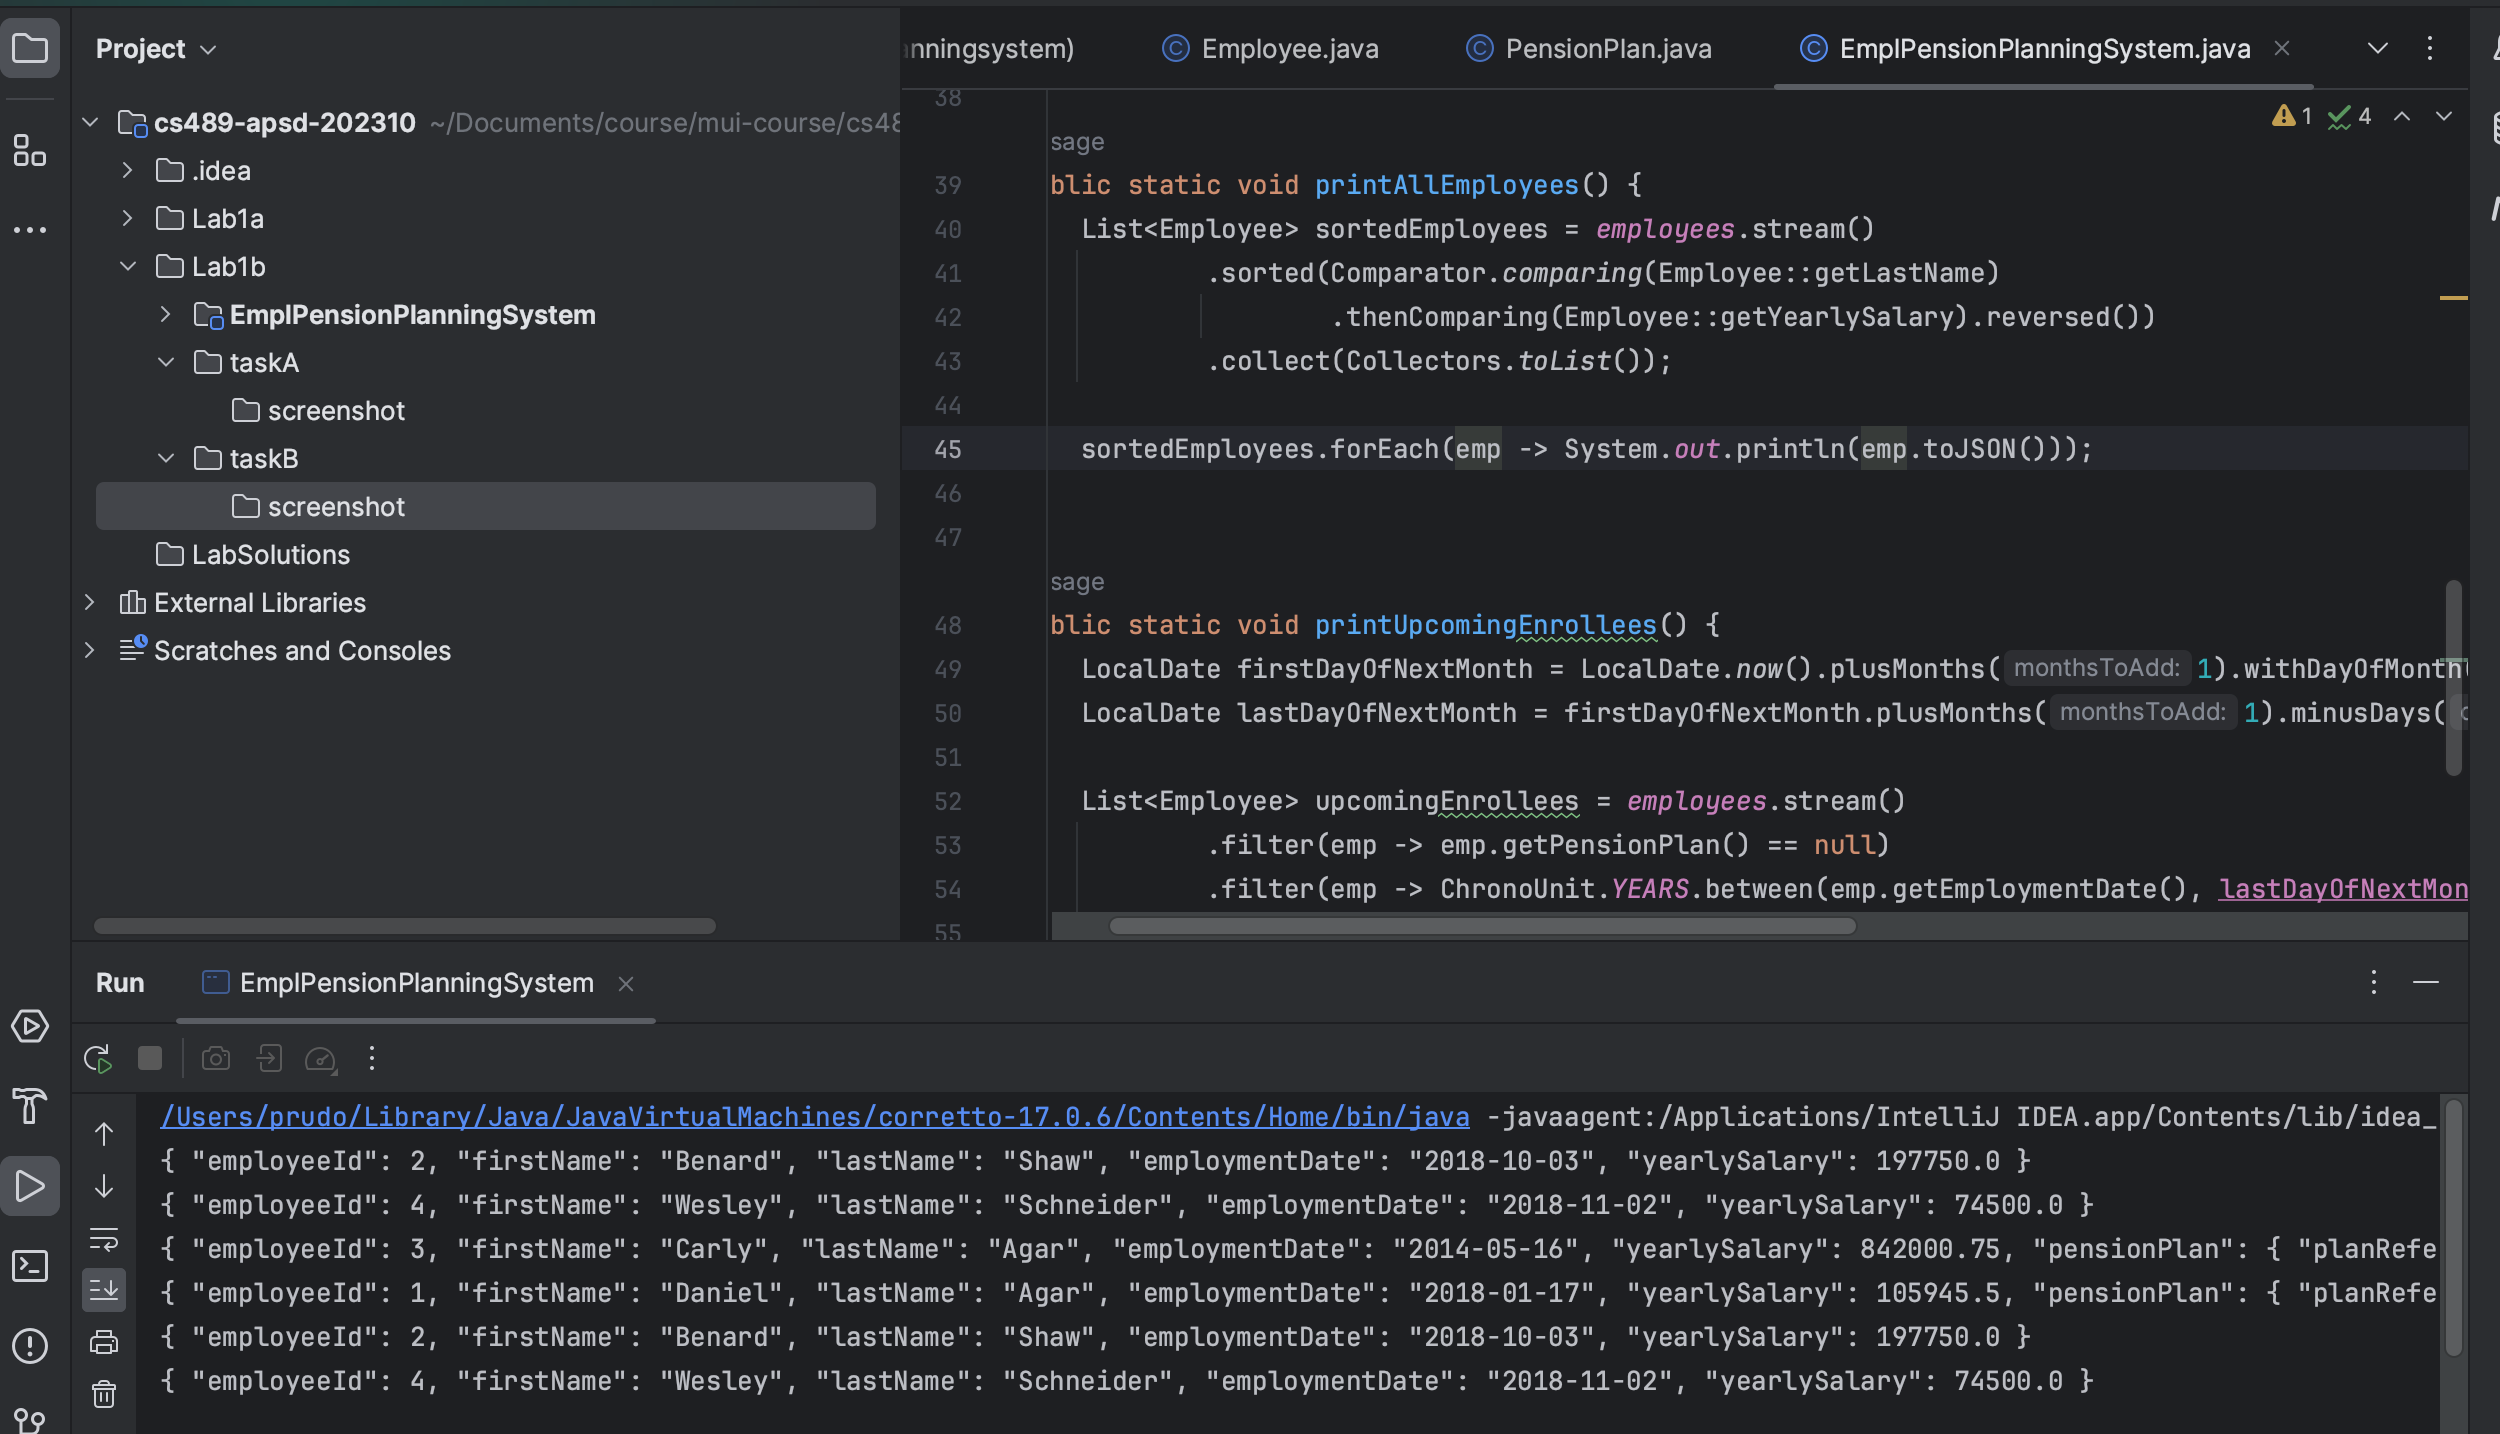 Project
cs489-apsd-202310 ~/Documents/course/mui-course/cs48
.idea
Lab1a
Lab1b
EmplPensionPlanningSystem
taskA
screenshot
taskB
screenshot
LabSolutions
External Libraries
Scratches and Consoles
nningsystem)
Employee.java
PensionPlan.java
EmplPensionPlanningSystem.java
1
4
38
sage
39 blic static void printAllEmployees() {
40 List<Employee> sortedEmployees = employees.stream()
41 .sorted(Comparator.comparing(Employee::getLastName)
42 .thenComparing(Employee::getYearlySalary).reversed())
43 .collect(Collectors.toList());
44
45 sortedEmployees.forEach(emp -> System.out.println(emp.toJSON()));
46
47
sage
48 blic static void printUpcomingEnrollees() {
49 LocalDate firstDayOfNextMonth = LocalDate.now().plusMonths( monthsToAdd: 1).withDayOfMonth(
50 LocalDate lastDayOfNextMonth = firstDayOfNextMonth.plusMonths( monthsToAdd: 1).minusDays(
51
52 List<Employee> upcomingEnrollees = employees.stream()
53 .filter(emp -> emp.getPensionPlan() == null)
54 .filter(emp -> ChronoUnit.YEARS.between(emp.getEmploymentDate(), lastDayOfNextMon
55
Run
EmplPensionPlanningSystem
/Users/prudo/Library/Java/JavaVirtualMachines/corretto-17.0.6/Contents/Home/bin/java -javaagent:/Applications/IntelliJ IDEA.app/Contents/lib/idea_
{ "employeeId": 2, "firstName": "Benard", "lastName": "Shaw", "employmentDate": "2018-10-03", "yearlySalary": 197750.0 }
{ "employeeId": 4, "firstName": "Wesley", "lastName": "Schneider", "employmentDate": "2018-11-02", "yearlySalary": 74500.0 }
{ "employeeId": 3, "firstName": "Carly", "lastName": "Agar", "employmentDate": "2014-05-16", "yearlySalary": 842000.75, "pensionPlan": { "planRefe
{ "employeeId": 1, "firstName": "Daniel", "lastName": "Agar", "employmentDate": "2018-01-17", "yearlySalary": 105945.5, "pensionPlan": { "planRefe
{ "employeeId": 2, "firstName": "Benard", "lastName": "Shaw", "employmentDate": "2018-10-03", "yearlySalary": 197750.0 }
{ "employeeId": 4, "firstName": "Wesley", "lastName": "Schneider", "employmentDate": "2018-11-02", "yearlySalary": 74500.0 }